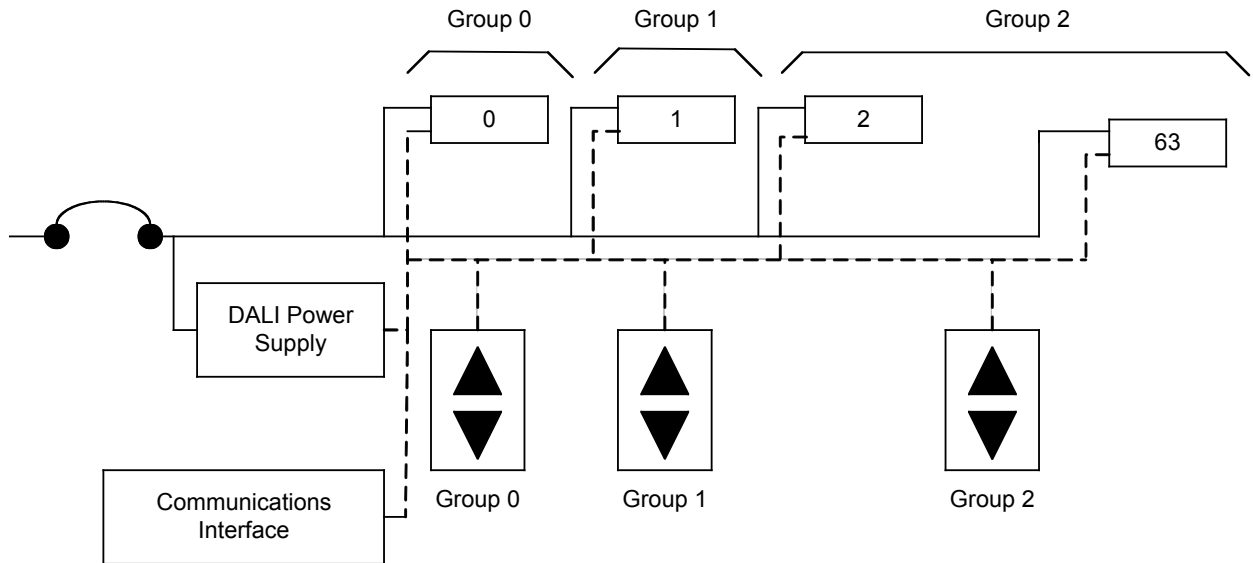 Group 0
Group 1
Group 2
0
1
2
63
DALI Power
Supply
Communications
Interface
Group 0
Group 1
Group 2